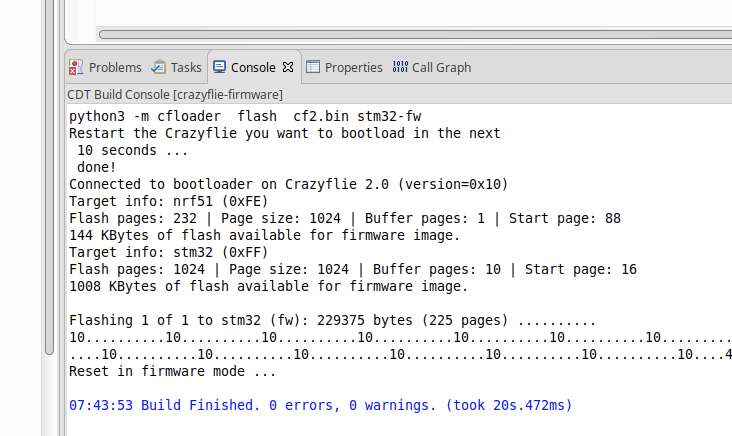 Problems Tasks Console Properties Call Graph
CDT Build Console [crazyflie-firmware]
python3 -m cfloader  flash  cf2.bin stm32-fw
Restart the Crazyflie you want to bootload in the next
 10 seconds ...
 done!
Connected to bootloader on Crazyflie 2.0 (version=0x10)
Target info: nrf51 (0xFE)
Flash pages: 232 | Page size: 1024 | Buffer pages: 1 | Start page: 88
144 KBytes of flash available for firmware image.
Target info: stm32 (0xFF)
Flash pages: 1024 | Page size: 1024 | Buffer pages: 10 | Start page: 16
1008 KBytes of flash available for firmware image.

Flashing 1 of 1 to stm32 (fw): 229375 bytes (225 pages) ..........
10..........10..........10..........10..........10..........10..........10.........
....10..........10..........10..........10..........10..........10..........10....4
Reset in firmware mode ...

07:43:53 Build Finished. 0 errors, 0 warnings. (took 20s.472ms)